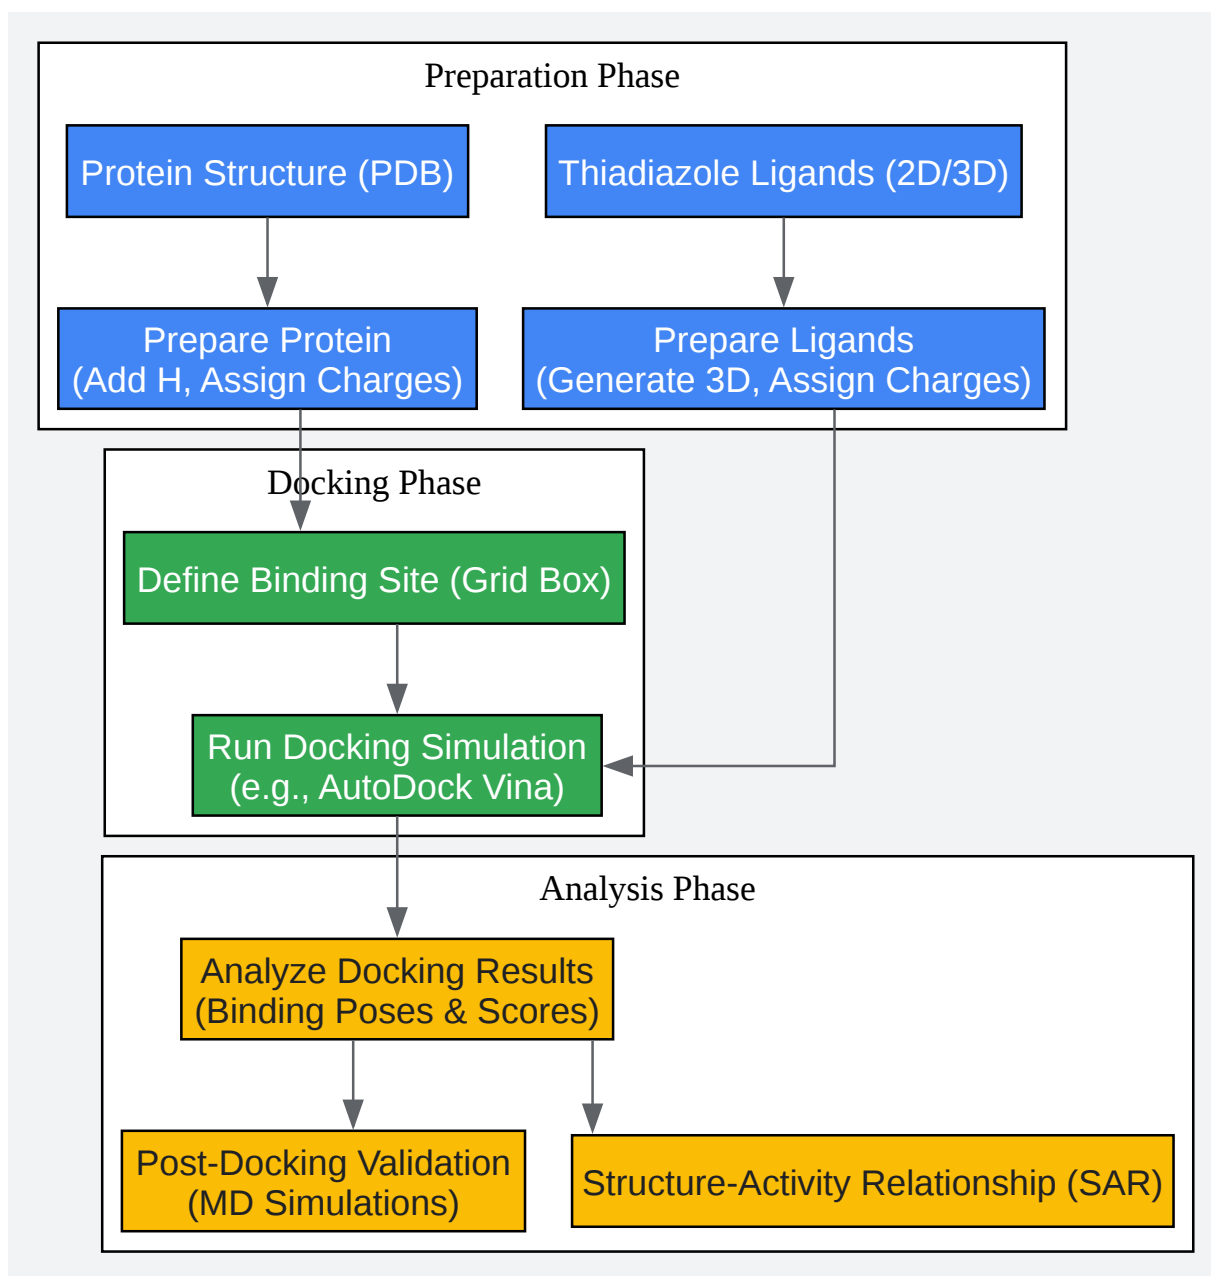 Preparation Phase
Protein Structure (PDB)
Thiadiazole Ligands (2D/3D)
Prepare Protein
(Add H, Assign Charges)
Prepare Ligands
(Generate 3D, Assign Charges)
Docking Phase
Define Binding Site (Grid Box)
Run Docking Simulation
(e.g., AutoDock Vina)
Analysis Phase
Analyze Docking Results
(Binding Poses & Scores)
Post-Docking Validation
(MD Simulations)
Structure-Activity Relationship (SAR)